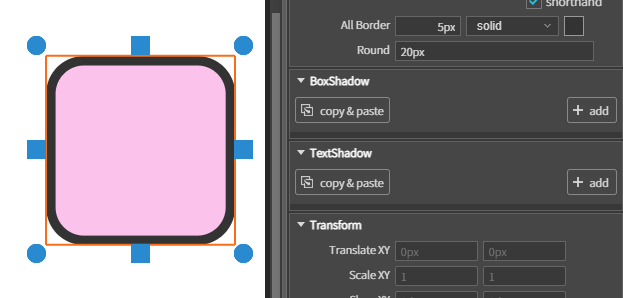 shorthand
All Border 5px solid
Round 20px
BoxShadow
copy & paste + add
TextShadow
copy & paste + add
Transform
Translate XY 0px 0px
Scale XY 1 1